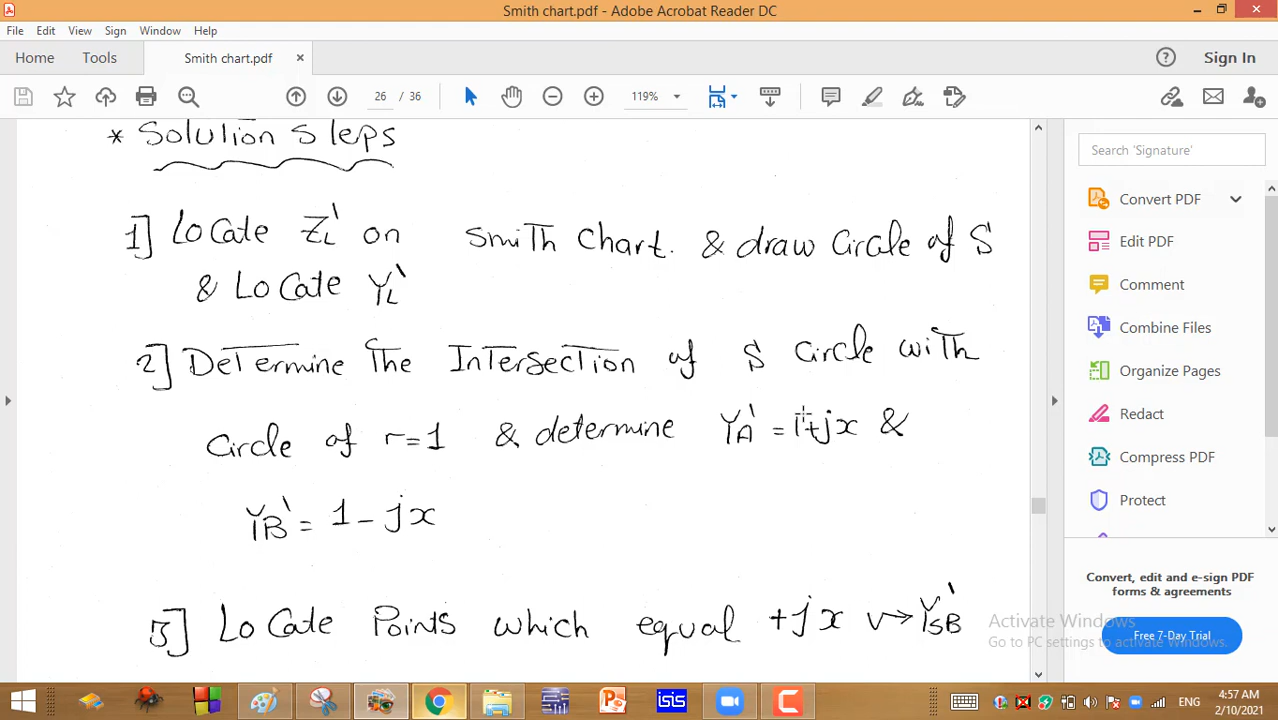 Smith chart.pdf - Adobe Acrobat Reader DC
File Edit View Sign Window Help
Home Tools Smith chart.pdf × Sign In
26 / 36 119%
* Solution Steps
1] Locate ZL' on Smith Chart. & draw Circle of S
& Locate YL'
2] Determine The Intersection of S Circle with
Circle of r=1 & determine YA' = 1+jx &
YB' = 1 - jx
3] Locate Points which equal +jx → YSB'
Search 'Signature'
Convert PDF
Edit PDF
Comment
Combine Files
Organize Pages
Redact
Compress PDF
Protect
Convert, edit and e-sign PDF
forms & agreements
Free 7-Day Trial
Activate Windows
Go to PC settings to activate Windows.
isis
ENG
4:57 AM
2/10/2021